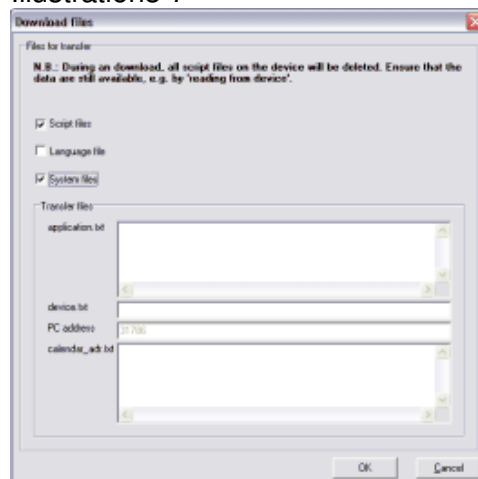 Download files
Files for transfer
N.B.: During an download, all script files on the device will be deleted. Ensure that the
data are still available, e.g. by 'reading from device'.
Script files
Language file
System files
Transfer files
application.txt
device.txt
PC address 31786
calendar_adr.txt
OK Cancel